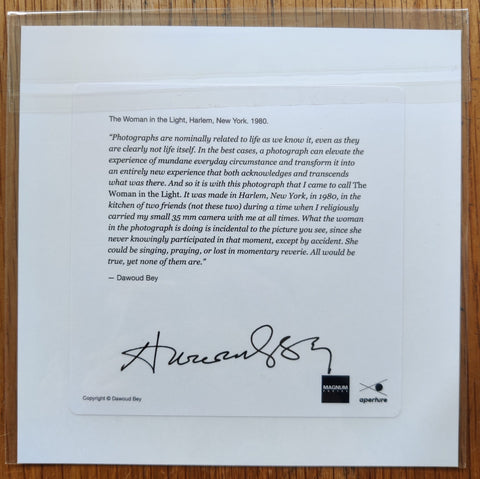 The Woman in the Light, Harlem, New York. 1980.
"Photographs are nominally related to life as we know it, even as they
are clearly not life itself. In the best cases, a photograph can elevate the
experience of mundane everyday circumstance and transform it into
an entirely new experience that both acknowledges and transcends
what was there. And so it is with this photograph that I came to call The
Woman in the Light. It was made in Harlem, New York, in 1980, in the
kitchen of two friends (not these two) during a time when I religiously
carried my small 35 mm camera with me at all times. What the woman
in the photograph is doing is incidental to the picture you see, since she
never knowingly participated in that moment, except by accident. She
could be singing, praying, or lost in momentary reverie. All would be
true, yet none of them are."
— Dawoud Bey
Dawoud Bey
MAGNUM
PHOTOS
aperture
Copyright © Dawoud Bey